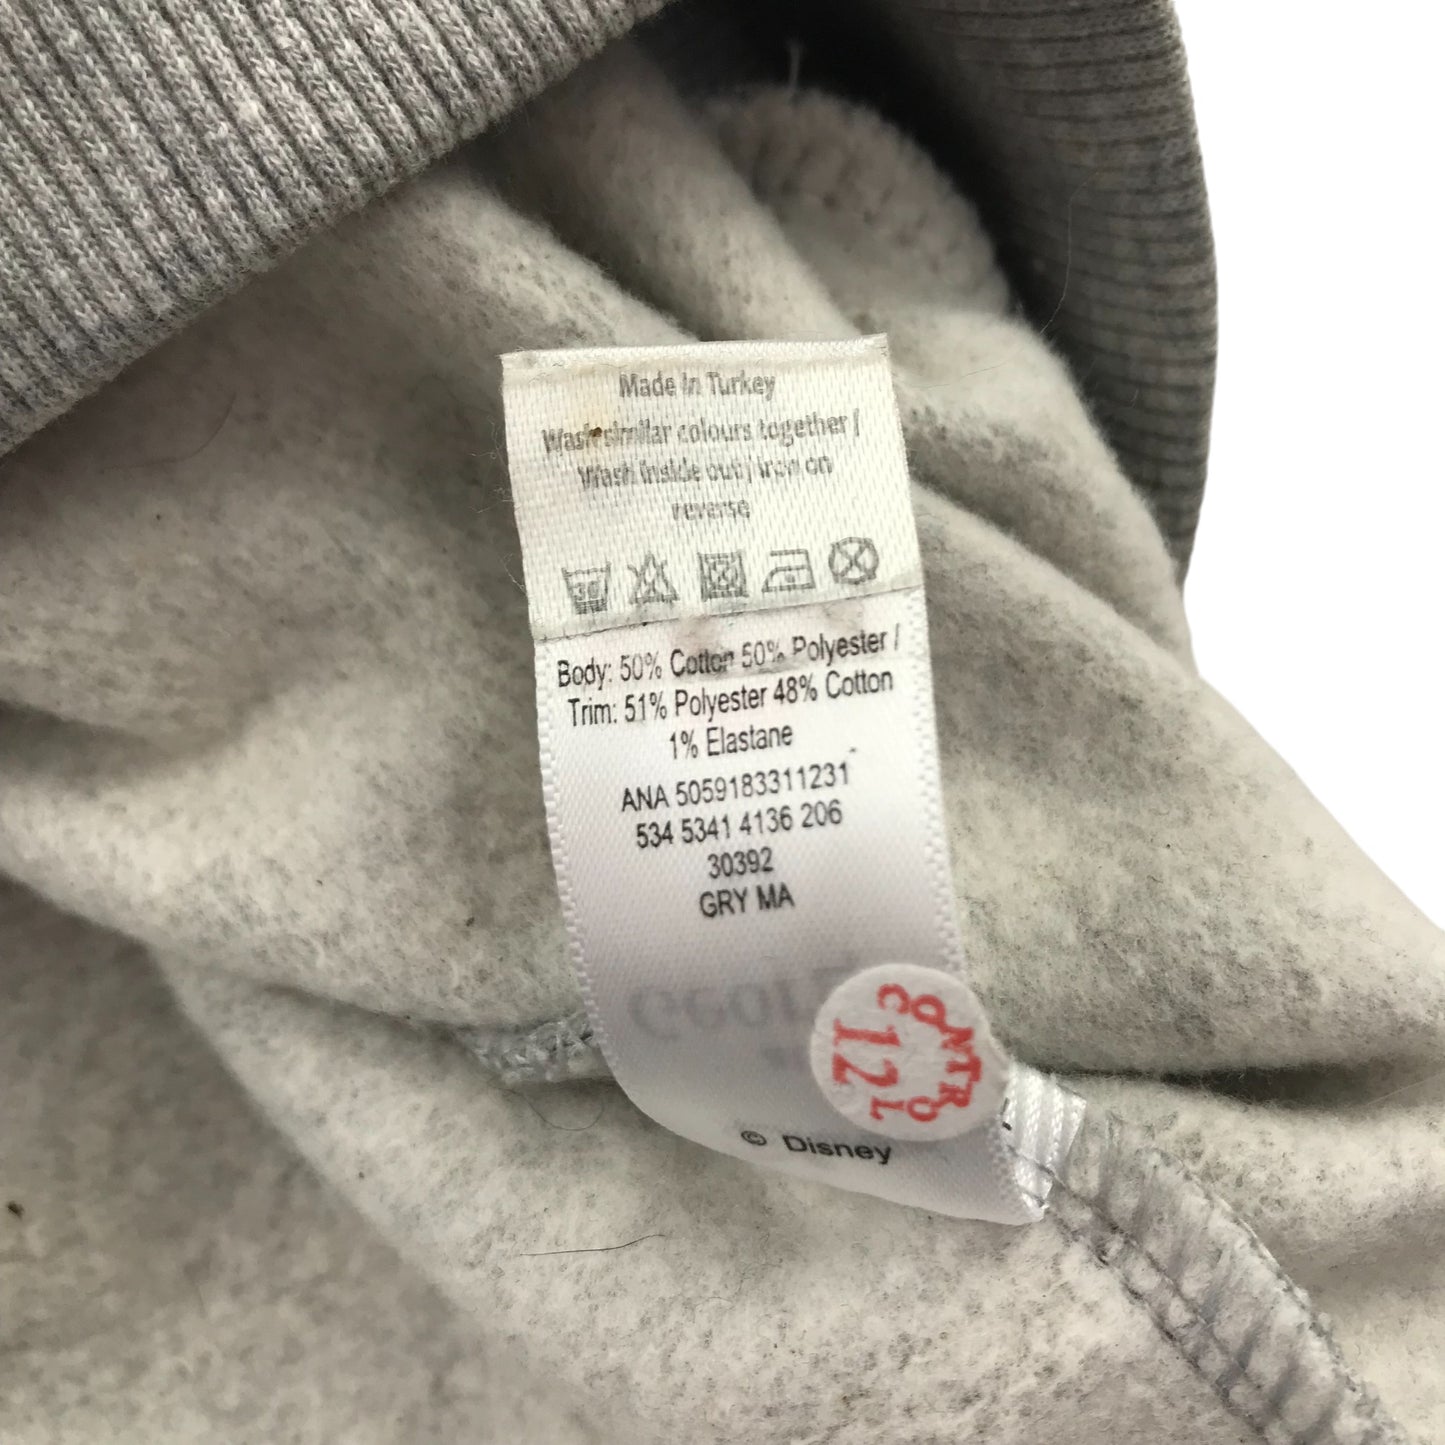 Made In Turkey
Wash similar colours together /
Wash inside out/ iron on
reverse
30
Body: 50% Cotton 50% Polyester /
Trim: 51% Polyester 48% Cotton
1% Elastane
ANA 5059183311231
534 5341 4136 206
30392
GRY MA
CONTROL
12
© Disney